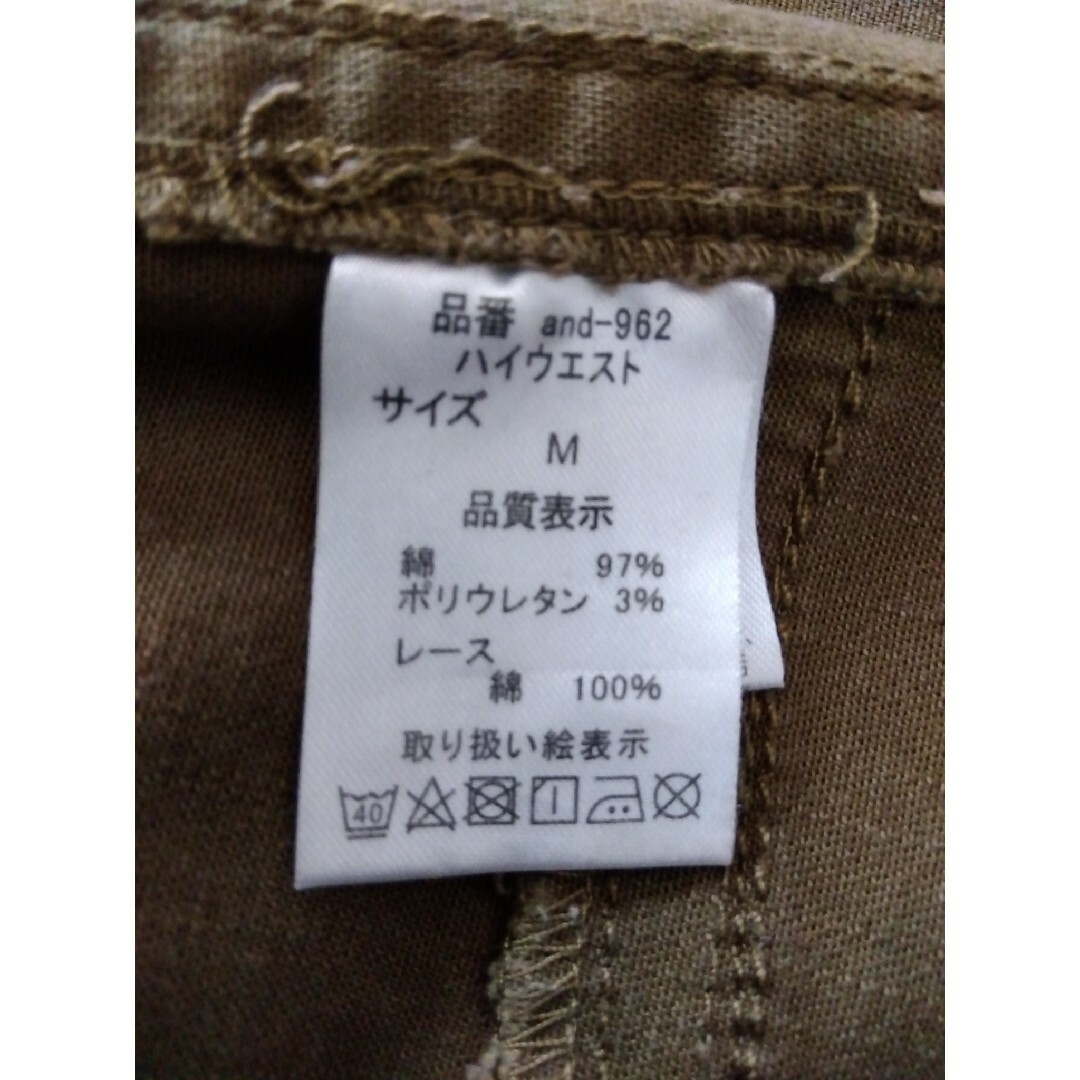 品番 and-962
ハイウエスト
サイズ
M
品質表示
綿 97%
ポリウレタン 3%
レース
綿 100%
取り扱い絵表示
40